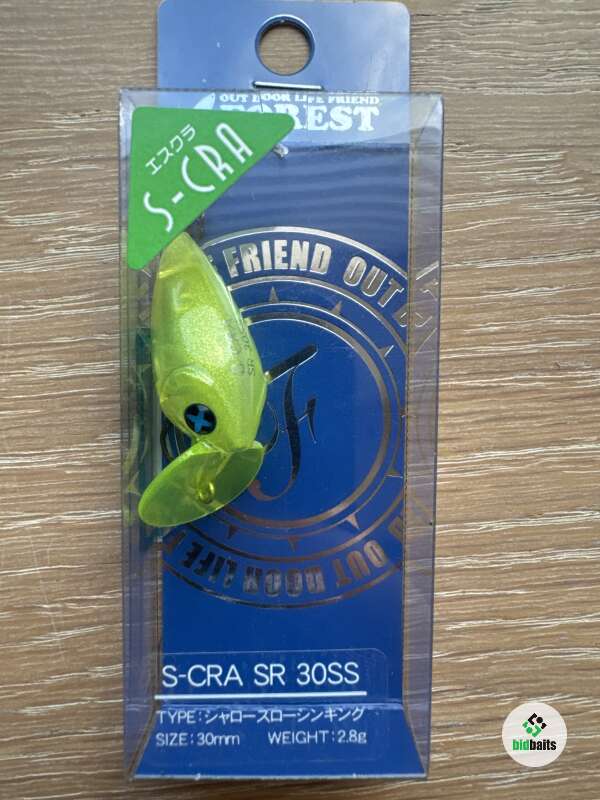 OUT DOOR LIFE FRIEND
FOREST
エスクラ
S-CRA
FRIEND OUT
OUT DOOR LIFE
S-CRA SR 30SS
TYPE:シャロースローシンキング
SIZE:30mm WEIGHT:2.8g
bidbaits